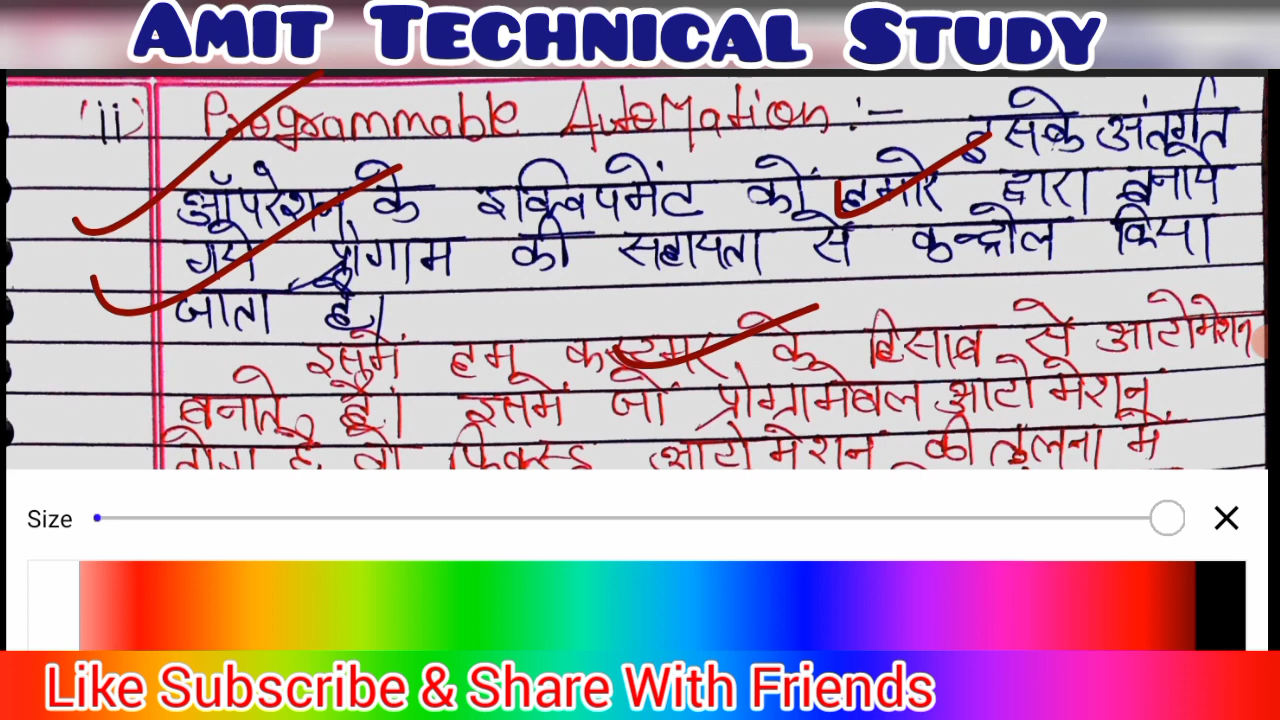 AMIT TECHNICAL STUDY
(ii) Programmable AutoMation :-
इसके अंतर्गत
ऑपरेशन के इक्विपमेंट को हमारे द्वारा बनाये
गये प्रोग्राम की सहायता से कन्ट्रोल किया
जाता है।
इसमें हम कस्टमर के हिसाब से आटोमेशन
बनाते है। इसमें जो प्रोग्रामेबल आटोमेशन
होता है वो फिक्स्ड आटोमेशन की तुलना में
Size
Like Subscribe & Share With Friends